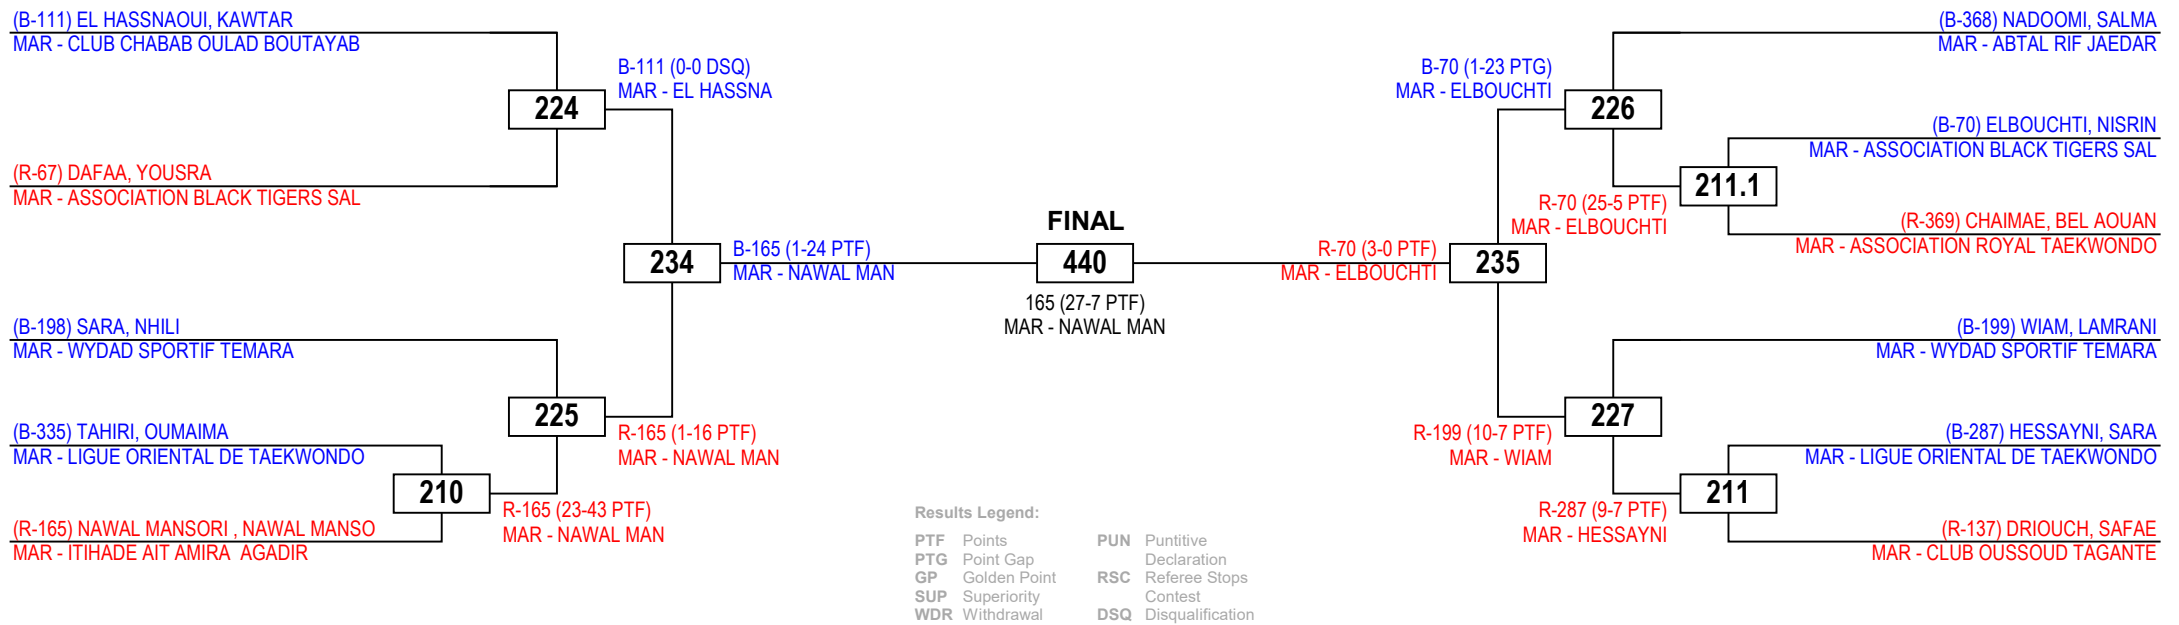 (B-111) EL HASSNAOUI, KAWTAR
MAR - CLUB CHABAB OULAD BOUTAYAB
B-111 (0-0 DSQ)
MAR - EL HASSNA
224
(R-67) DAFAA, YOUSRA
MAR - ASSOCIATION BLACK TIGERS SAL
234
B-165 (1-24 PTF)
MAR - NAWAL MAN
(B-198) SARA, NHILI
MAR - WYDAD SPORTIF TEMARA
225
R-165 (1-16 PTF)
MAR - NAWAL MAN
(B-335) TAHIRI, OUMAIMA
MAR - LIGUE ORIENTAL DE TAEKWONDO
210
R-165 (23-43 PTF)
MAR - NAWAL MAN
(R-165) NAWAL MANSORI , NAWAL MANSO
MAR - ITIHADE AIT AMIRA  AGADIR
FINAL
440
165 (27-7 PTF)
MAR - NAWAL MAN
(B-368) NADOOMI, SALMA
MAR - ABTAL RIF JAEDAR
B-70 (1-23 PTG)
MAR - ELBOUCHTI
226
(B-70) ELBOUCHTI, NISRIN
MAR - ASSOCIATION BLACK TIGERS SAL
211.1
R-70 (25-5 PTF)
MAR - ELBOUCHTI
(R-369) CHAIMAE, BEL AOUAN
MAR - ASSOCIATION ROYAL TAEKWONDO
R-70 (3-0 PTF)
MAR - ELBOUCHTI
235
(B-199) WIAM, LAMRANI
MAR - WYDAD SPORTIF TEMARA
227
R-199 (10-7 PTF)
MAR - WIAM
(B-287) HESSAYNI, SARA
MAR - LIGUE ORIENTAL DE TAEKWONDO
211
R-287 (9-7 PTF)
MAR - HESSAYNI
(R-137) DRIOUCH, SAFAE
MAR - CLUB OUSSOUD TAGANTE
Results Legend:
PTF Points
PTG Point Gap
GP Golden Point
SUP Superiority
WDR Withdrawal
PUN Puntitive
Declaration
RSC Referee Stops
Contest
DSQ Disqualification